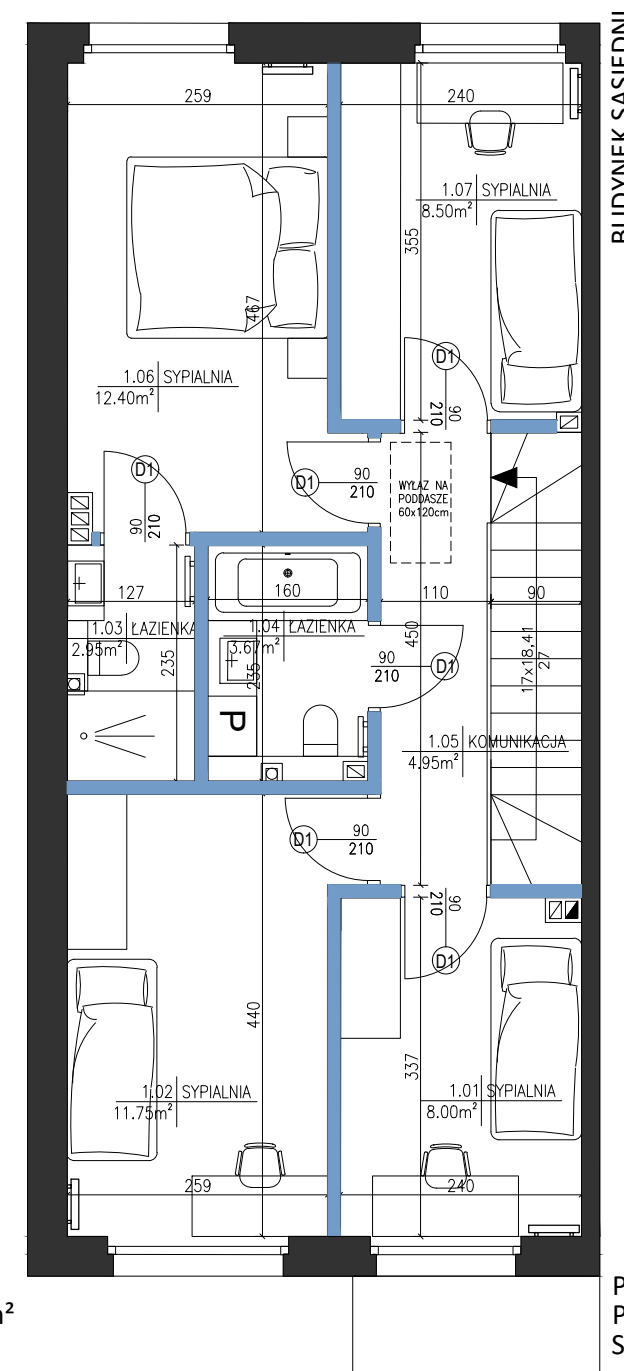 BUDYNEK SĄSIEDNI
259
240
1.07 SYPIALNIA
8.50m²
355
467
1.06 SYPIALNIA
12.40m²
D1
90
210
D1
90
210
D1
90
210
WYŁAZ NA
PODDASZE
60x120cm
127
160
110
90
1.03 ŁAZIENKA
2.95m²
235
1.04 ŁAZIENKA
3.67m²
235
450
17x18,41
27
90
210
D1
P
1.05 KOMUNIKACJA
4.95m²
D1
90
210
90
210
D1
440
337
1.02 SYPIALNIA
11.75m²
1.01 SYPIALNIA
8.00m²
259
240
m²
P
P
S